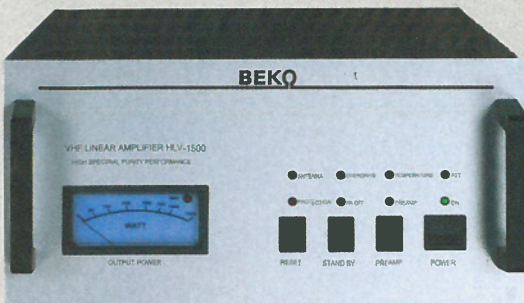 BEKO
VHF LINEAR AMPLIFIER HLV-1500
HIGH SPECTRAL PURITY PERFORMANCE
ANTENNA OVERDRIVE TEMPERATURE PTT
PROTECTION PA OFF PREAMP ON
WATT
OUTPUT POWER
RESET STAND BY PREAMP POWER